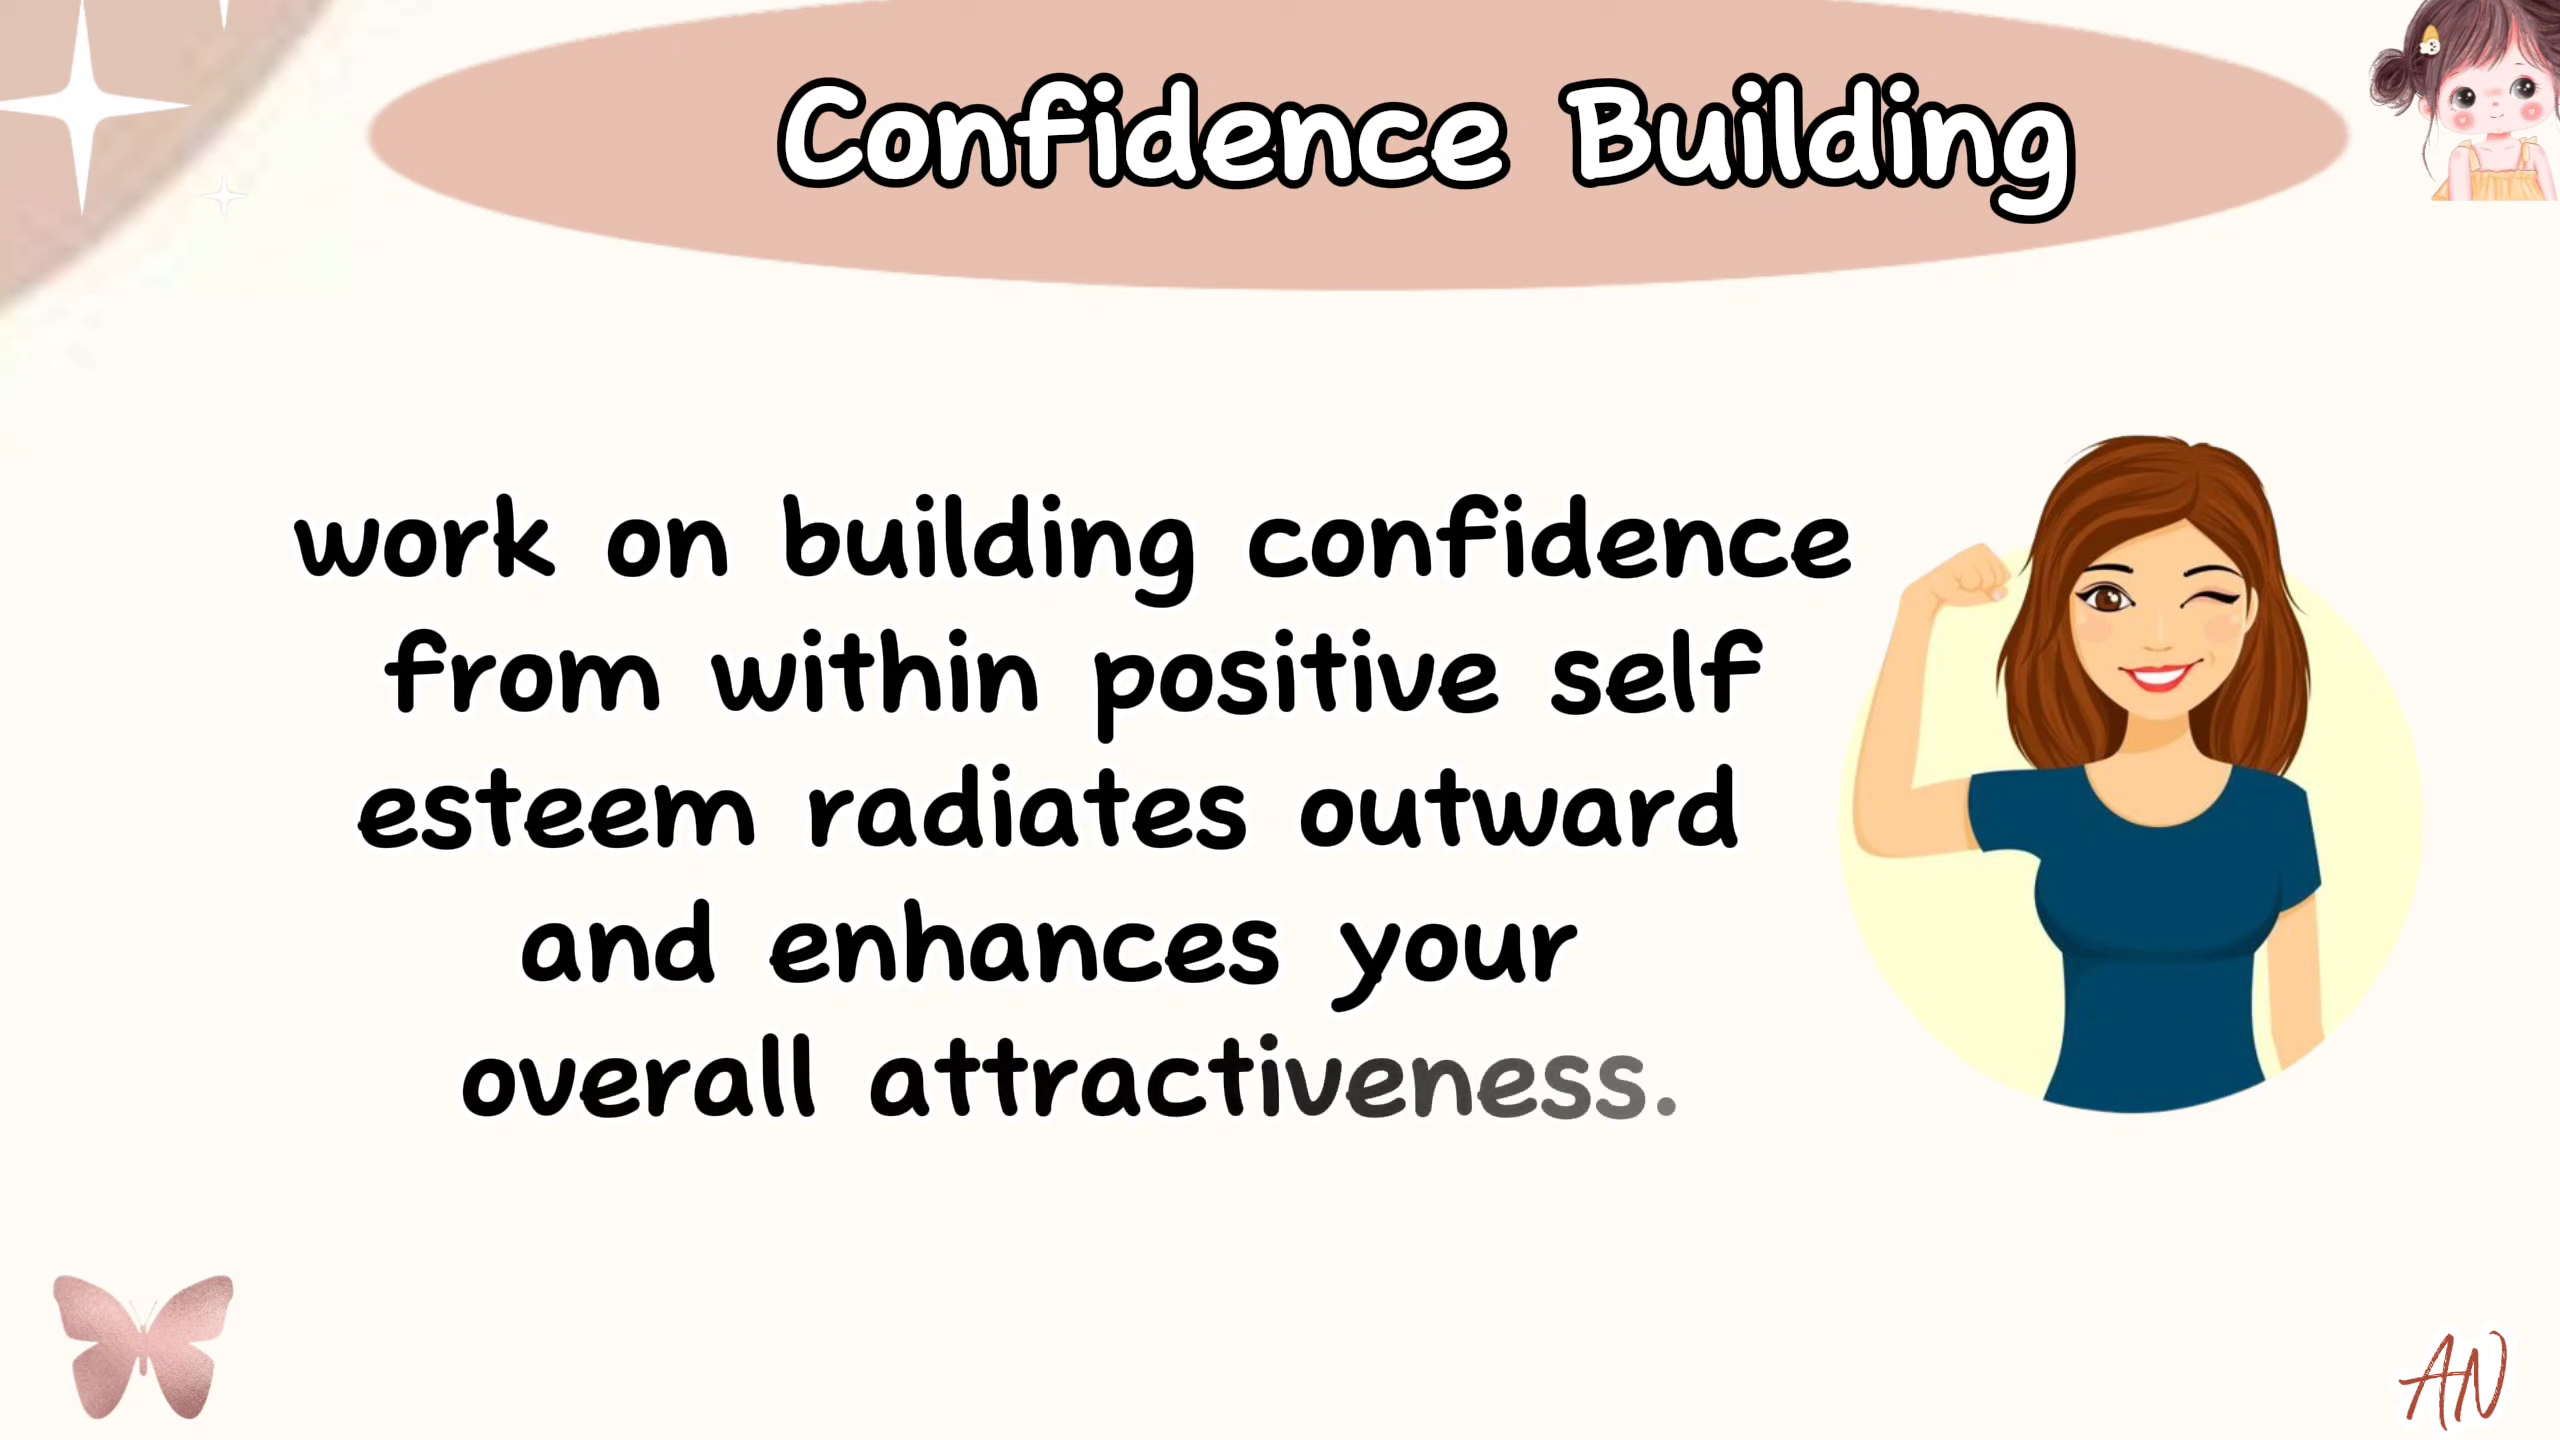 Confidence Building
work on building confidence
from within positive self
esteem radiates outward
and enhances your
overall attractiveness.
AN